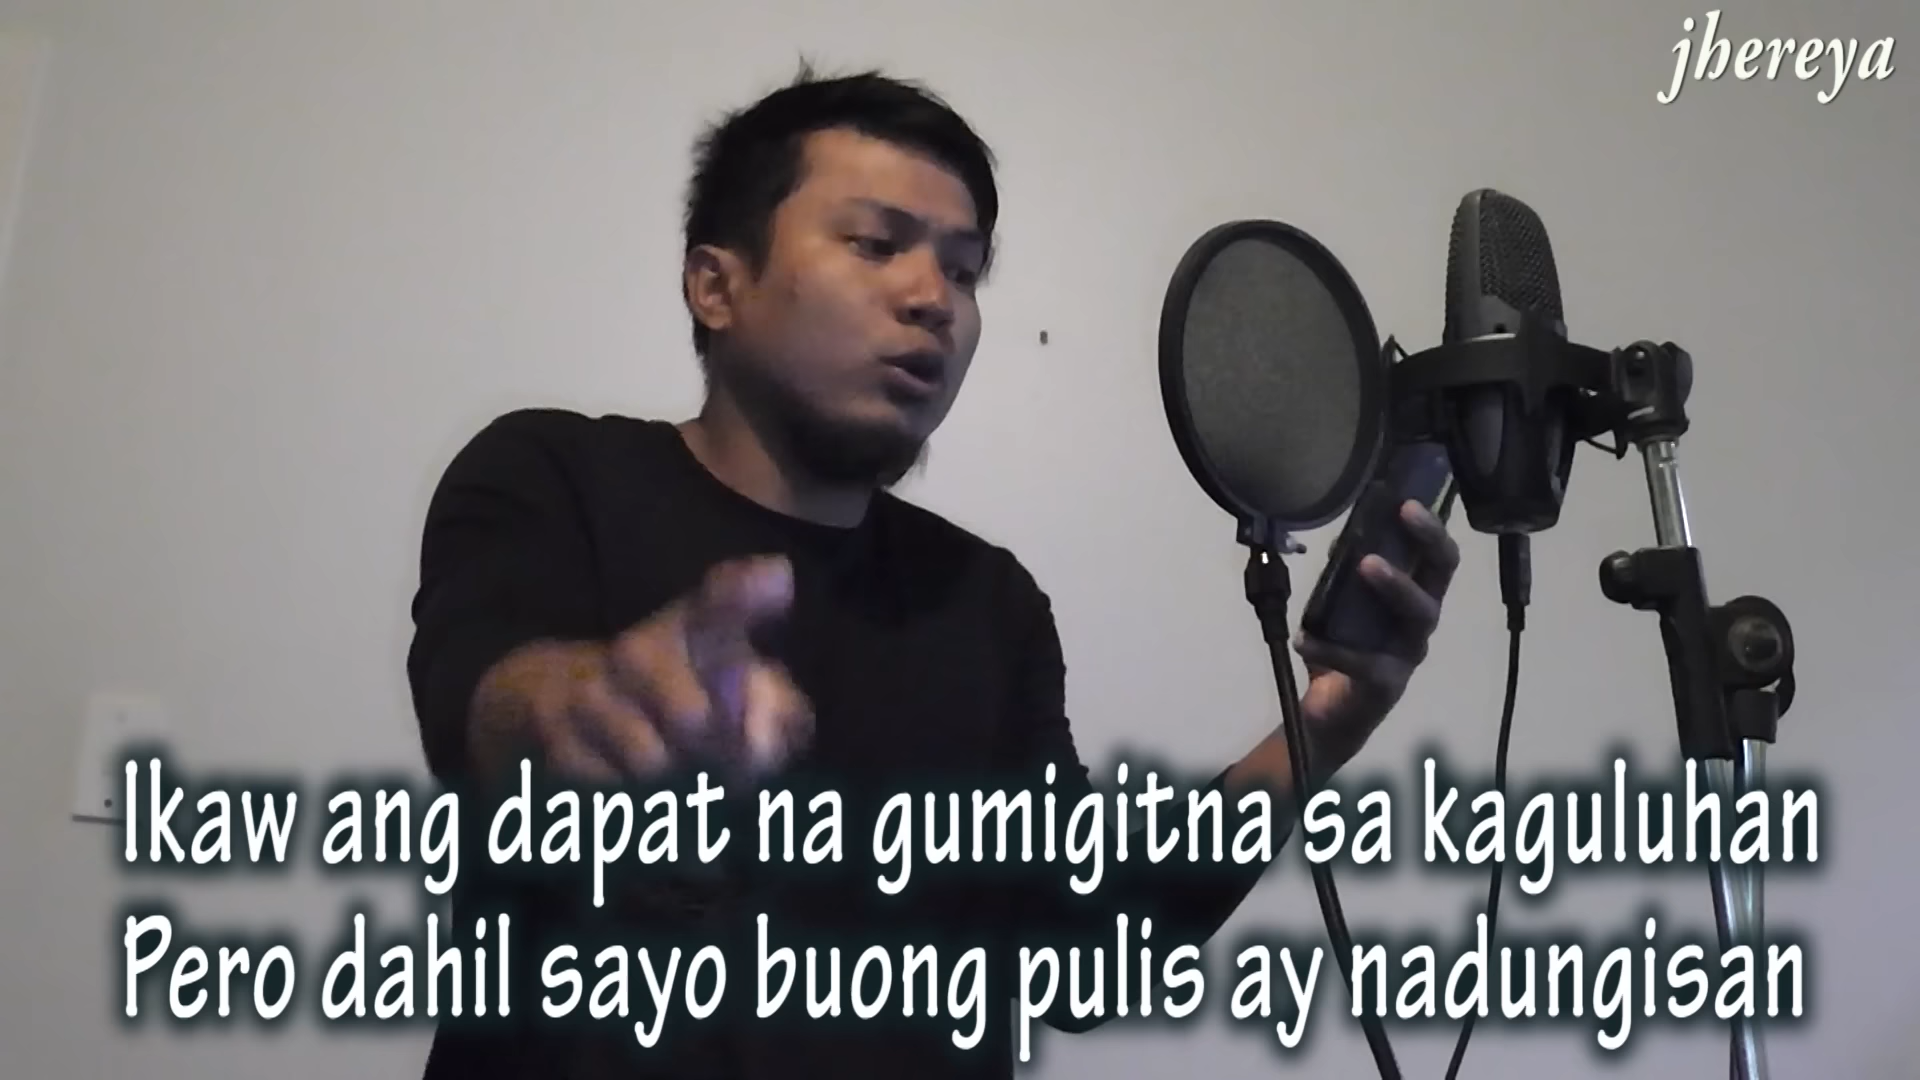 jhereya
Ikaw ang dapat na gumigitna sa kaguluhan
Pero dahil sayo buong pulis ay nadungisan